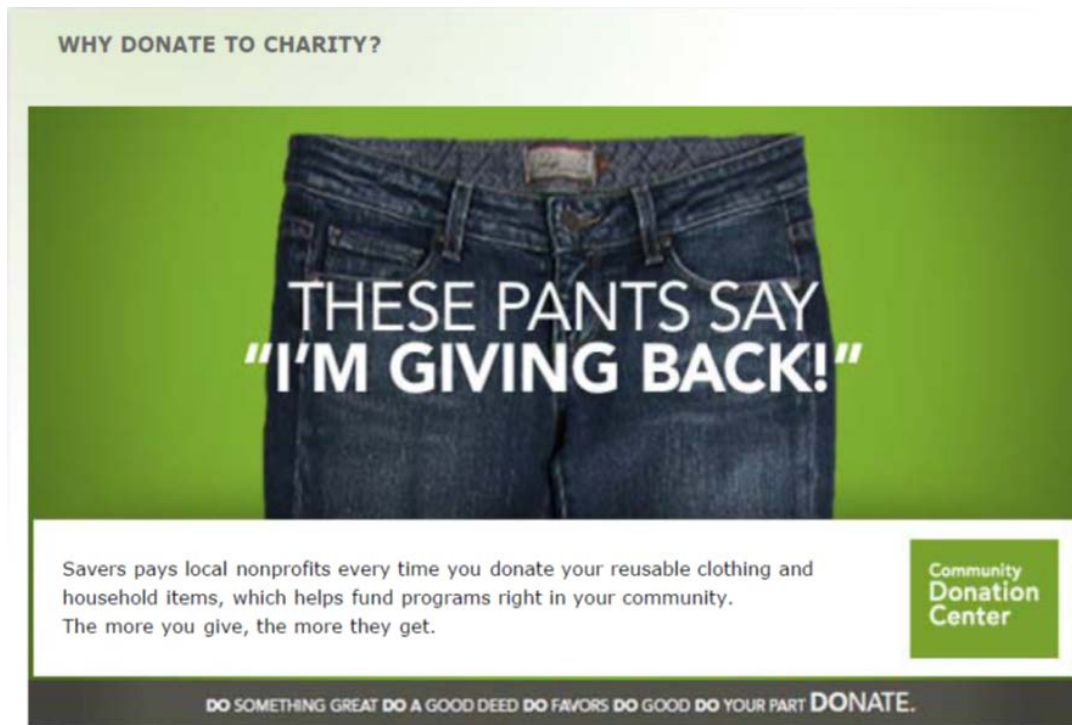 WHY DONATE TO CHARITY?
THESE PANTS SAY
"I'M GIVING BACK!"
Savers pays local nonprofits every time you donate your reusable clothing and
household items, which helps fund programs right in your community.
The more you give, the more they get.
Community
Donation
Center
DO SOMETHING GREAT DO A GOOD DEED DO FAVORS DO GOOD DO YOUR PART DONATE.